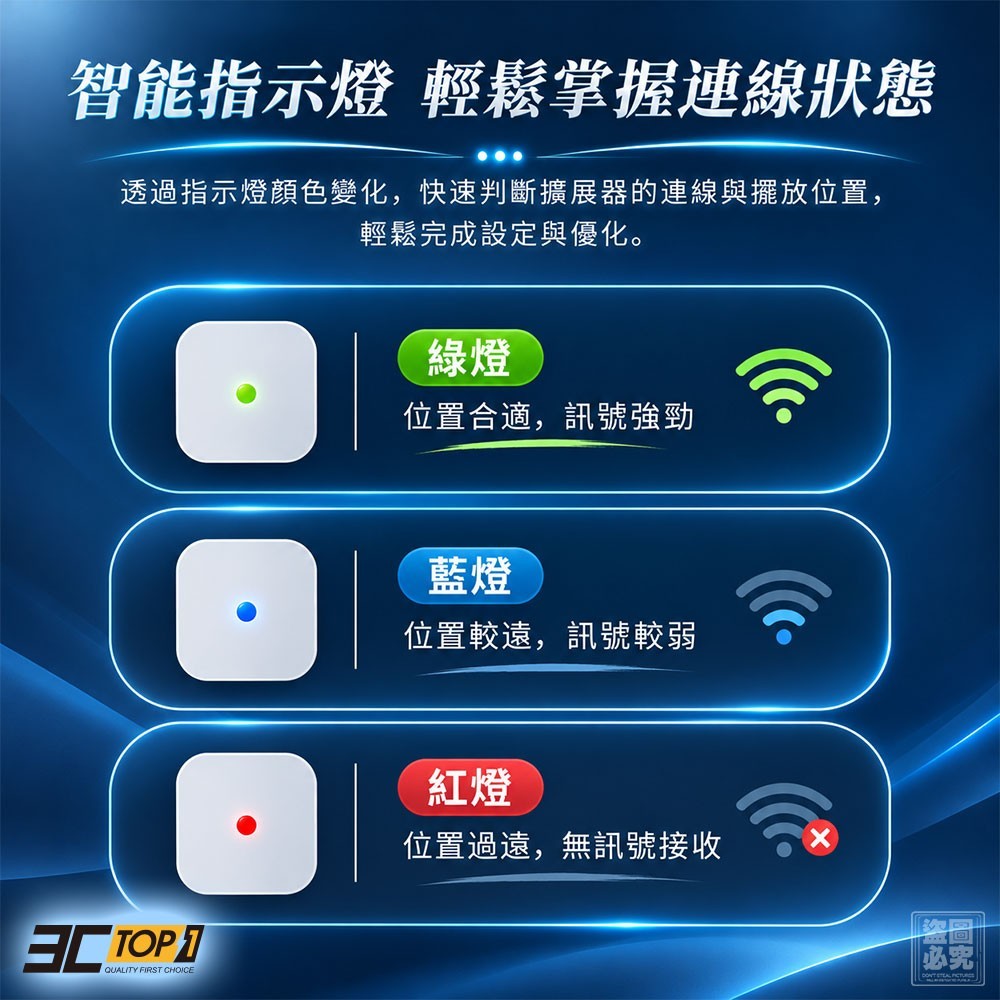 智能指示燈 輕鬆掌握連線狀態
透過指示燈顏色變化，快速判斷擴展器的連線與擺放位置，
輕鬆完成設定與優化。
綠燈
位置合適，訊號強勁
藍燈
位置較遠，訊號較弱
紅燈
位置過遠，無訊號接收
3C TOP1
QUALITY FIRST CHOICE
盜圖
必究
DON'T STEAL PICTURES